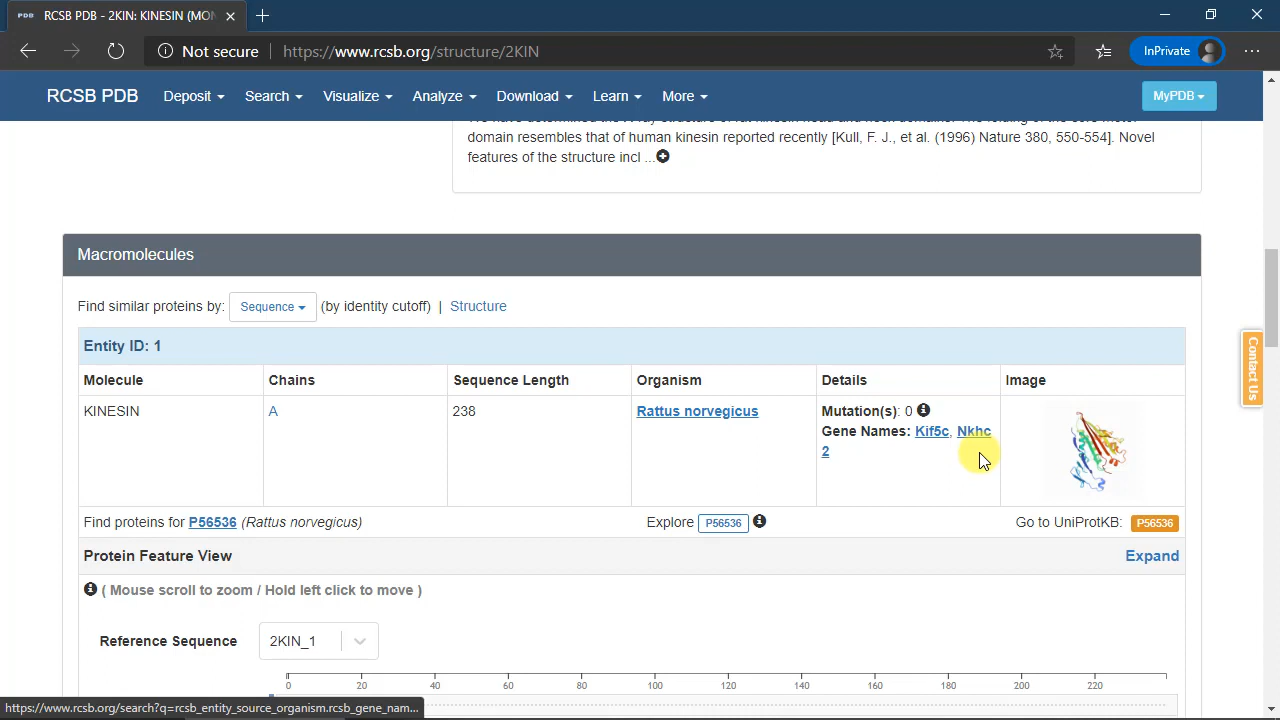 PDB RCSB PDB - 2KIN: KINESIN (MON
Not secure https://www.rcsb.org/structure/2KIN InPrivate
RCSB PDB Deposit Search Visualize Analyze Download Learn More MyPDB
domain resembles that of human kinesin reported recently [Kull, F. J., et al. (1996) Nature 380, 550-554]. Novel
features of the structure incl ...
Macromolecules
Find similar proteins by: Sequence (by identity cutoff) | Structure
Contact Us
Entity ID: 1
Molecule Chains Sequence Length Organism Details Image
KINESIN A 238 Rattus norvegicus Mutation(s): 0
Gene Names: Kif5c, Nkhc
2
Find proteins for P56536 (Rattus norvegicus) Explore P56536 Go to UniProtKB: P56536
Protein Feature View Expand
( Mouse scroll to zoom / Hold left click to move )
Reference Sequence 2KIN_1
0 20 40 60 80 100 120 140 160 180 200 220
https://www.rcsb.org/search?q=rcsb_entity_source_organism.rcsb_gene_nam...